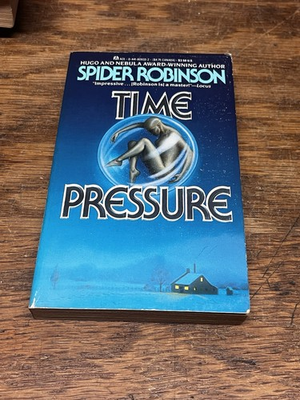 HUGO AND NEBULA AWARD-WINNING AUTHOR
SPIDER ROBINSON
"Impressive...[Robinson is] a master!"—Locus
TIME
PRESSURE